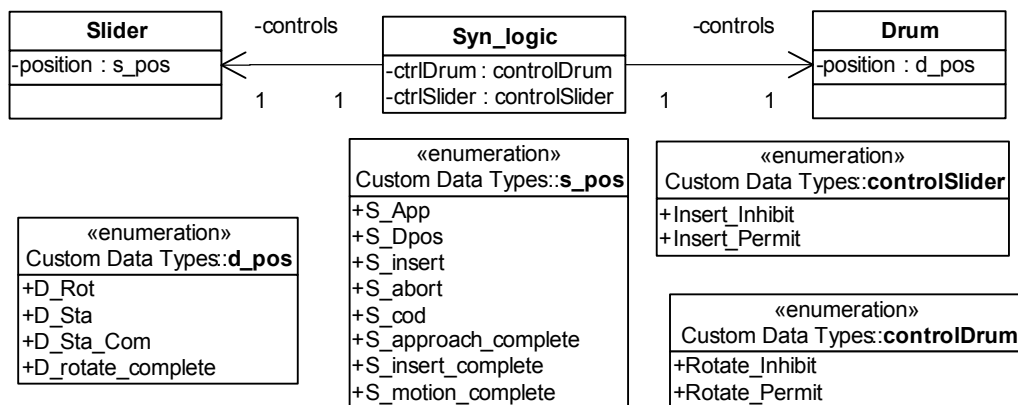 Slider
-position : s_pos
-controls
1
1
Syn_logic
-ctrlDrum : controlDrum
-ctrlSlider : controlSlider
-controls
1
1
Drum
-position : d_pos
«enumeration»
Custom Data Types::d_pos
+D_Rot
+D_Sta
+D_Sta_Com
+D_rotate_complete
«enumeration»
Custom Data Types::s_pos
+S_App
+S_Dpos
+S_insert
+S_abort
+S_cod
+S_approach_complete
+S_insert_complete
+S_motion_complete
«enumeration»
Custom Data Types::controlSlider
+Insert_Inhibit
+Insert_Permit
«enumeration»
Custom Data Types::controlDrum
+Rotate_Inhibit
+Rotate_Permit